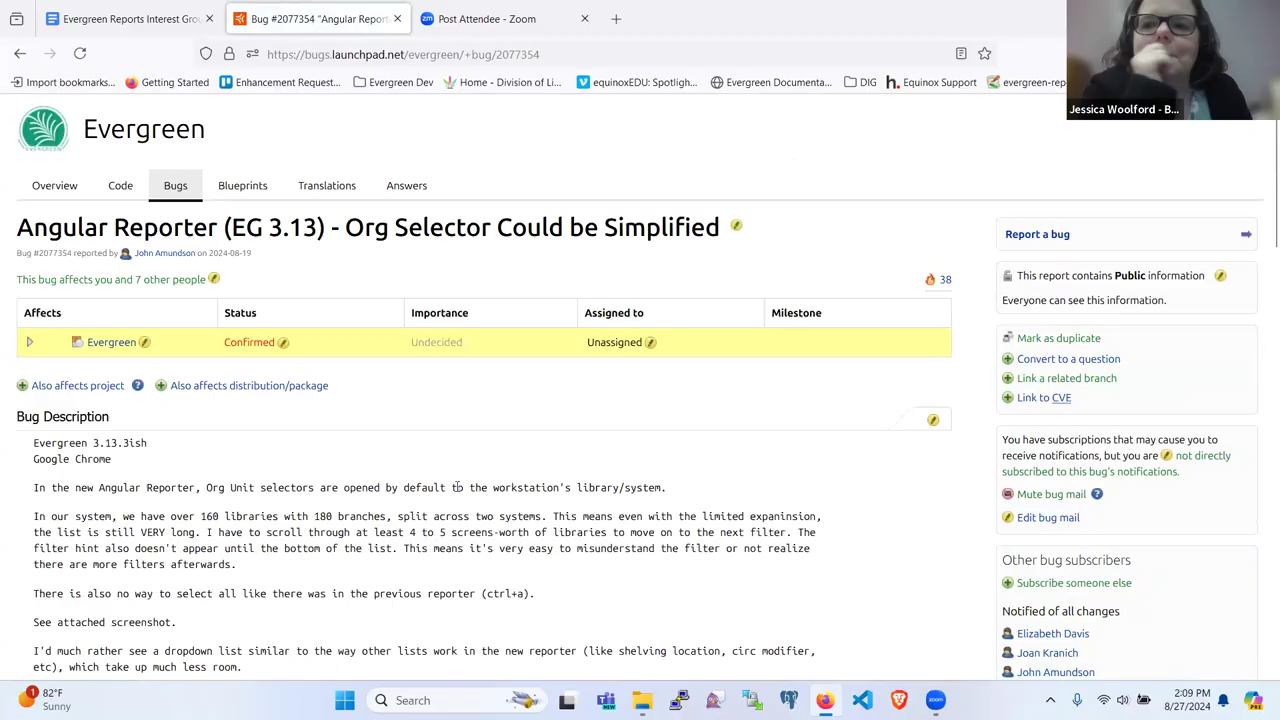 Evergreen Reports Interest Grou
Bug #2077354 "Angular Report
Post Attendee - Zoom
https://bugs.launchpad.net/evergreen/+bug/2077354
Import bookmarks...
Getting Started
Enhancement Request...
Evergreen Dev
Home - Division of Li...
equinoxEDU: Spotligh...
Evergreen Documenta...
DIG
Equinox Support
evergreen-rep
Jessica Woolford - B...
Evergreen
Overview
Code
Bugs
Blueprints
Translations
Answers
Angular Reporter (EG 3.13) - Org Selector Could be Simplified
Bug #2077354 reported by John Amundson on 2024-08-19
This bug affects you and 7 other people
38
Affects
Status
Importance
Assigned to
Milestone
Evergreen
Confirmed
Undecided
Unassigned
Also affects project
Also affects distribution/package
Bug Description
Evergreen 3.13.3ish
Google Chrome
In the new Angular Reporter, Org Unit selectors are opened by default to the workstation's library/system.
In our system, we have over 160 libraries with 180 branches, split across two systems. This means even with the limited expaninsion,
the list is still VERY long. I have to scroll through at least 4 to 5 screens-worth of libraries to move on to the next filter. The
filter hint also doesn't appear until the bottom of the list. This means it's very easy to misunderstand the filter or not realize
there are more filters afterwards.
There is also no way to select all like there was in the previous reporter (ctrl+a).
See attached screenshot.
I'd much rather see a dropdown list similar to the way other lists work in the new reporter (like shelving location, circ modifier,
etc), which take up much less room.
Report a bug
This report contains Public information
Everyone can see this information.
Mark as duplicate
Convert to a question
Link a related branch
Link to CVE
You have subscriptions that may cause you to
receive notifications, but you are not directly
subscribed to this bug's notifications.
Mute bug mail
Edit bug mail
Other bug subscribers
Subscribe someone else
Notified of all changes
Elizabeth Davis
Joan Kranich
John Amundson
1
82°F
Sunny
Search
NEW
zoom
2:09 PM
8/27/2024
PRE